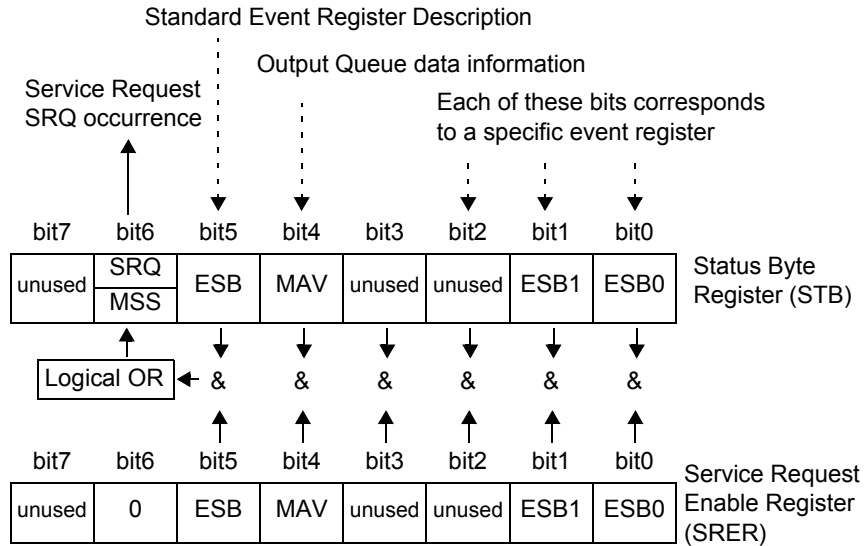 Standard Event Register Description
Output Queue data information
Service Request
SRQ occurrence
Each of these bits corresponds
to a specific event register
bit7 bit6 bit5 bit4 bit3 bit2 bit1 bit0
unused SRQ MSS ESB MAV unused unused ESB1 ESB0
Status Byte
Register (STB)
Logical OR & & & & & &
bit7 bit6 bit5 bit4 bit3 bit2 bit1 bit0
unused 0 ESB MAV unused unused ESB1 ESB0
Service Request
Enable Register
(SRER)